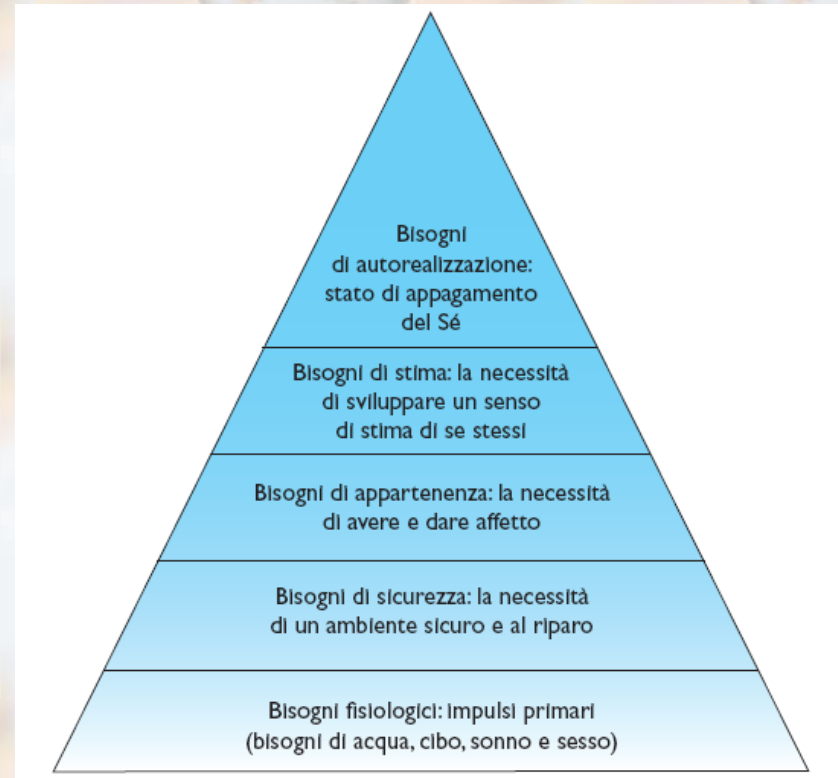 Bisogni
di autorealizzazione:
stato di appagamento
del Sé
Bisogni di stima: la necessità
di sviluppare un senso
di stima di se stessi
Bisogni di appartenenza: la necessità
di avere e dare affetto
Bisogni di sicurezza: la necessità
di un ambiente sicuro e al riparo
Bisogni fisiologici: impulsi primari
(bisogni di acqua, cibo, sonno e sesso)